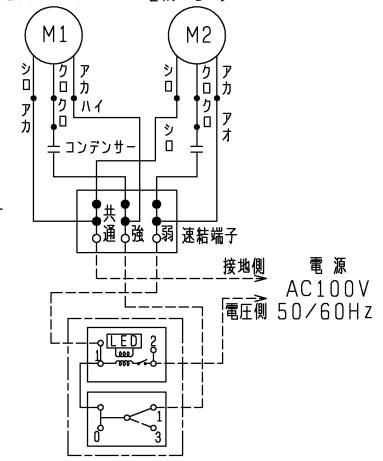 M1 M2
シロ クロ アカ シロ クロ アカ
アカ クロ ハイ シロ クロ アオ
コンデンサー
共通 強 弱 速結端子
接地側 電源
AC100V
電圧側 50/60Hz
LED 2
1
1
0 3